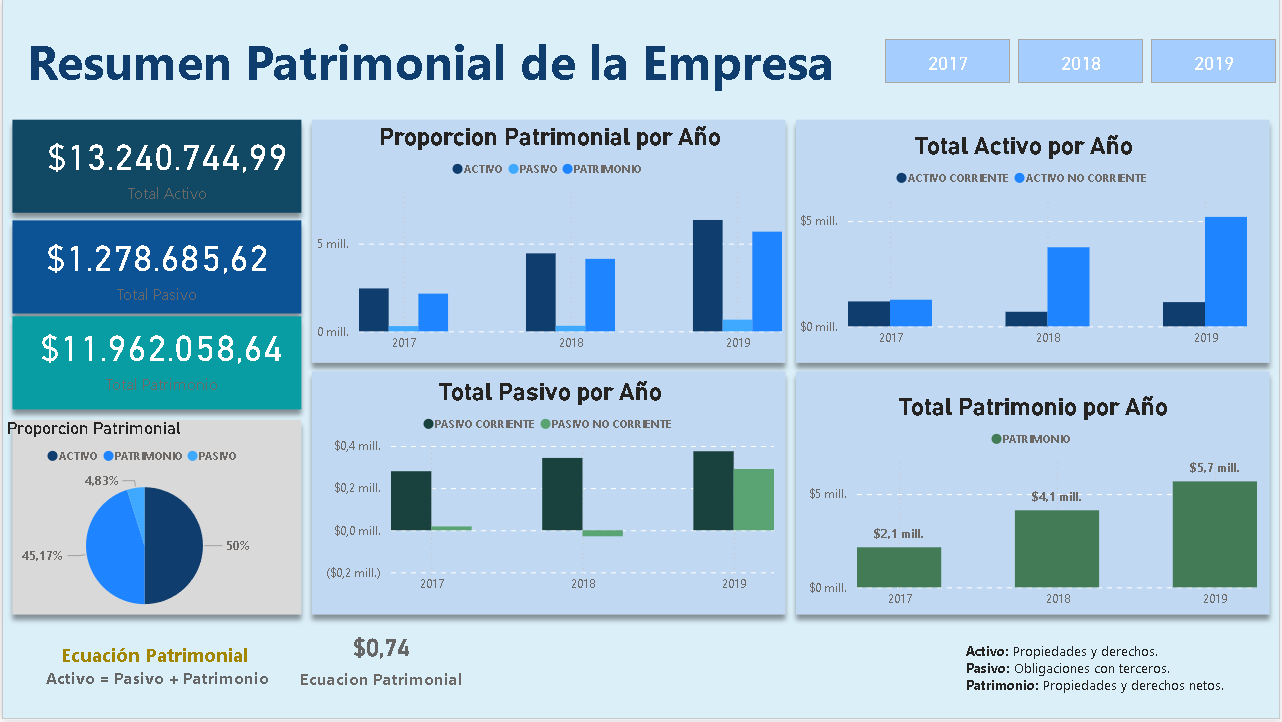 Resumen Patrimonial de la Empresa
2017
2018
2019
$13.240.744,99
Total Activo
$1.278.685,62
Total Pasivo
$11.962.058,64
Total Patrimonio
Proporcion Patrimonial
ACTIVO PATRIMONIO PASIVO
4,83%
45,17%
50%
Proporcion Patrimonial por Año
ACTIVO PASIVO PATRIMONIO
5 mill.
0 mill.
2017 2018 2019
Total Activo por Año
ACTIVO CORRIENTE ACTIVO NO CORRIENTE
$5 mill.
$0 mill.
2017 2018 2019
Total Pasivo por Año
PASIVO CORRIENTE PASIVO NO CORRIENTE
$0,4 mill.
$0,2 mill.
$0,0 mill.
($0,2 mill.)
2017 2018 2019
Total Patrimonio por Año
PATRIMONIO
$5 mill.
$0 mill.
$2,1 mill.
$4,1 mill.
$5,7 mill.
2017 2018 2019
Ecuación Patrimonial
Activo = Pasivo + Patrimonio
$0,74
Ecuacion Patrimonial
Activo: Propiedades y derechos.
Pasivo: Obligaciones con terceros.
Patrimonio: Propiedades y derechos netos.